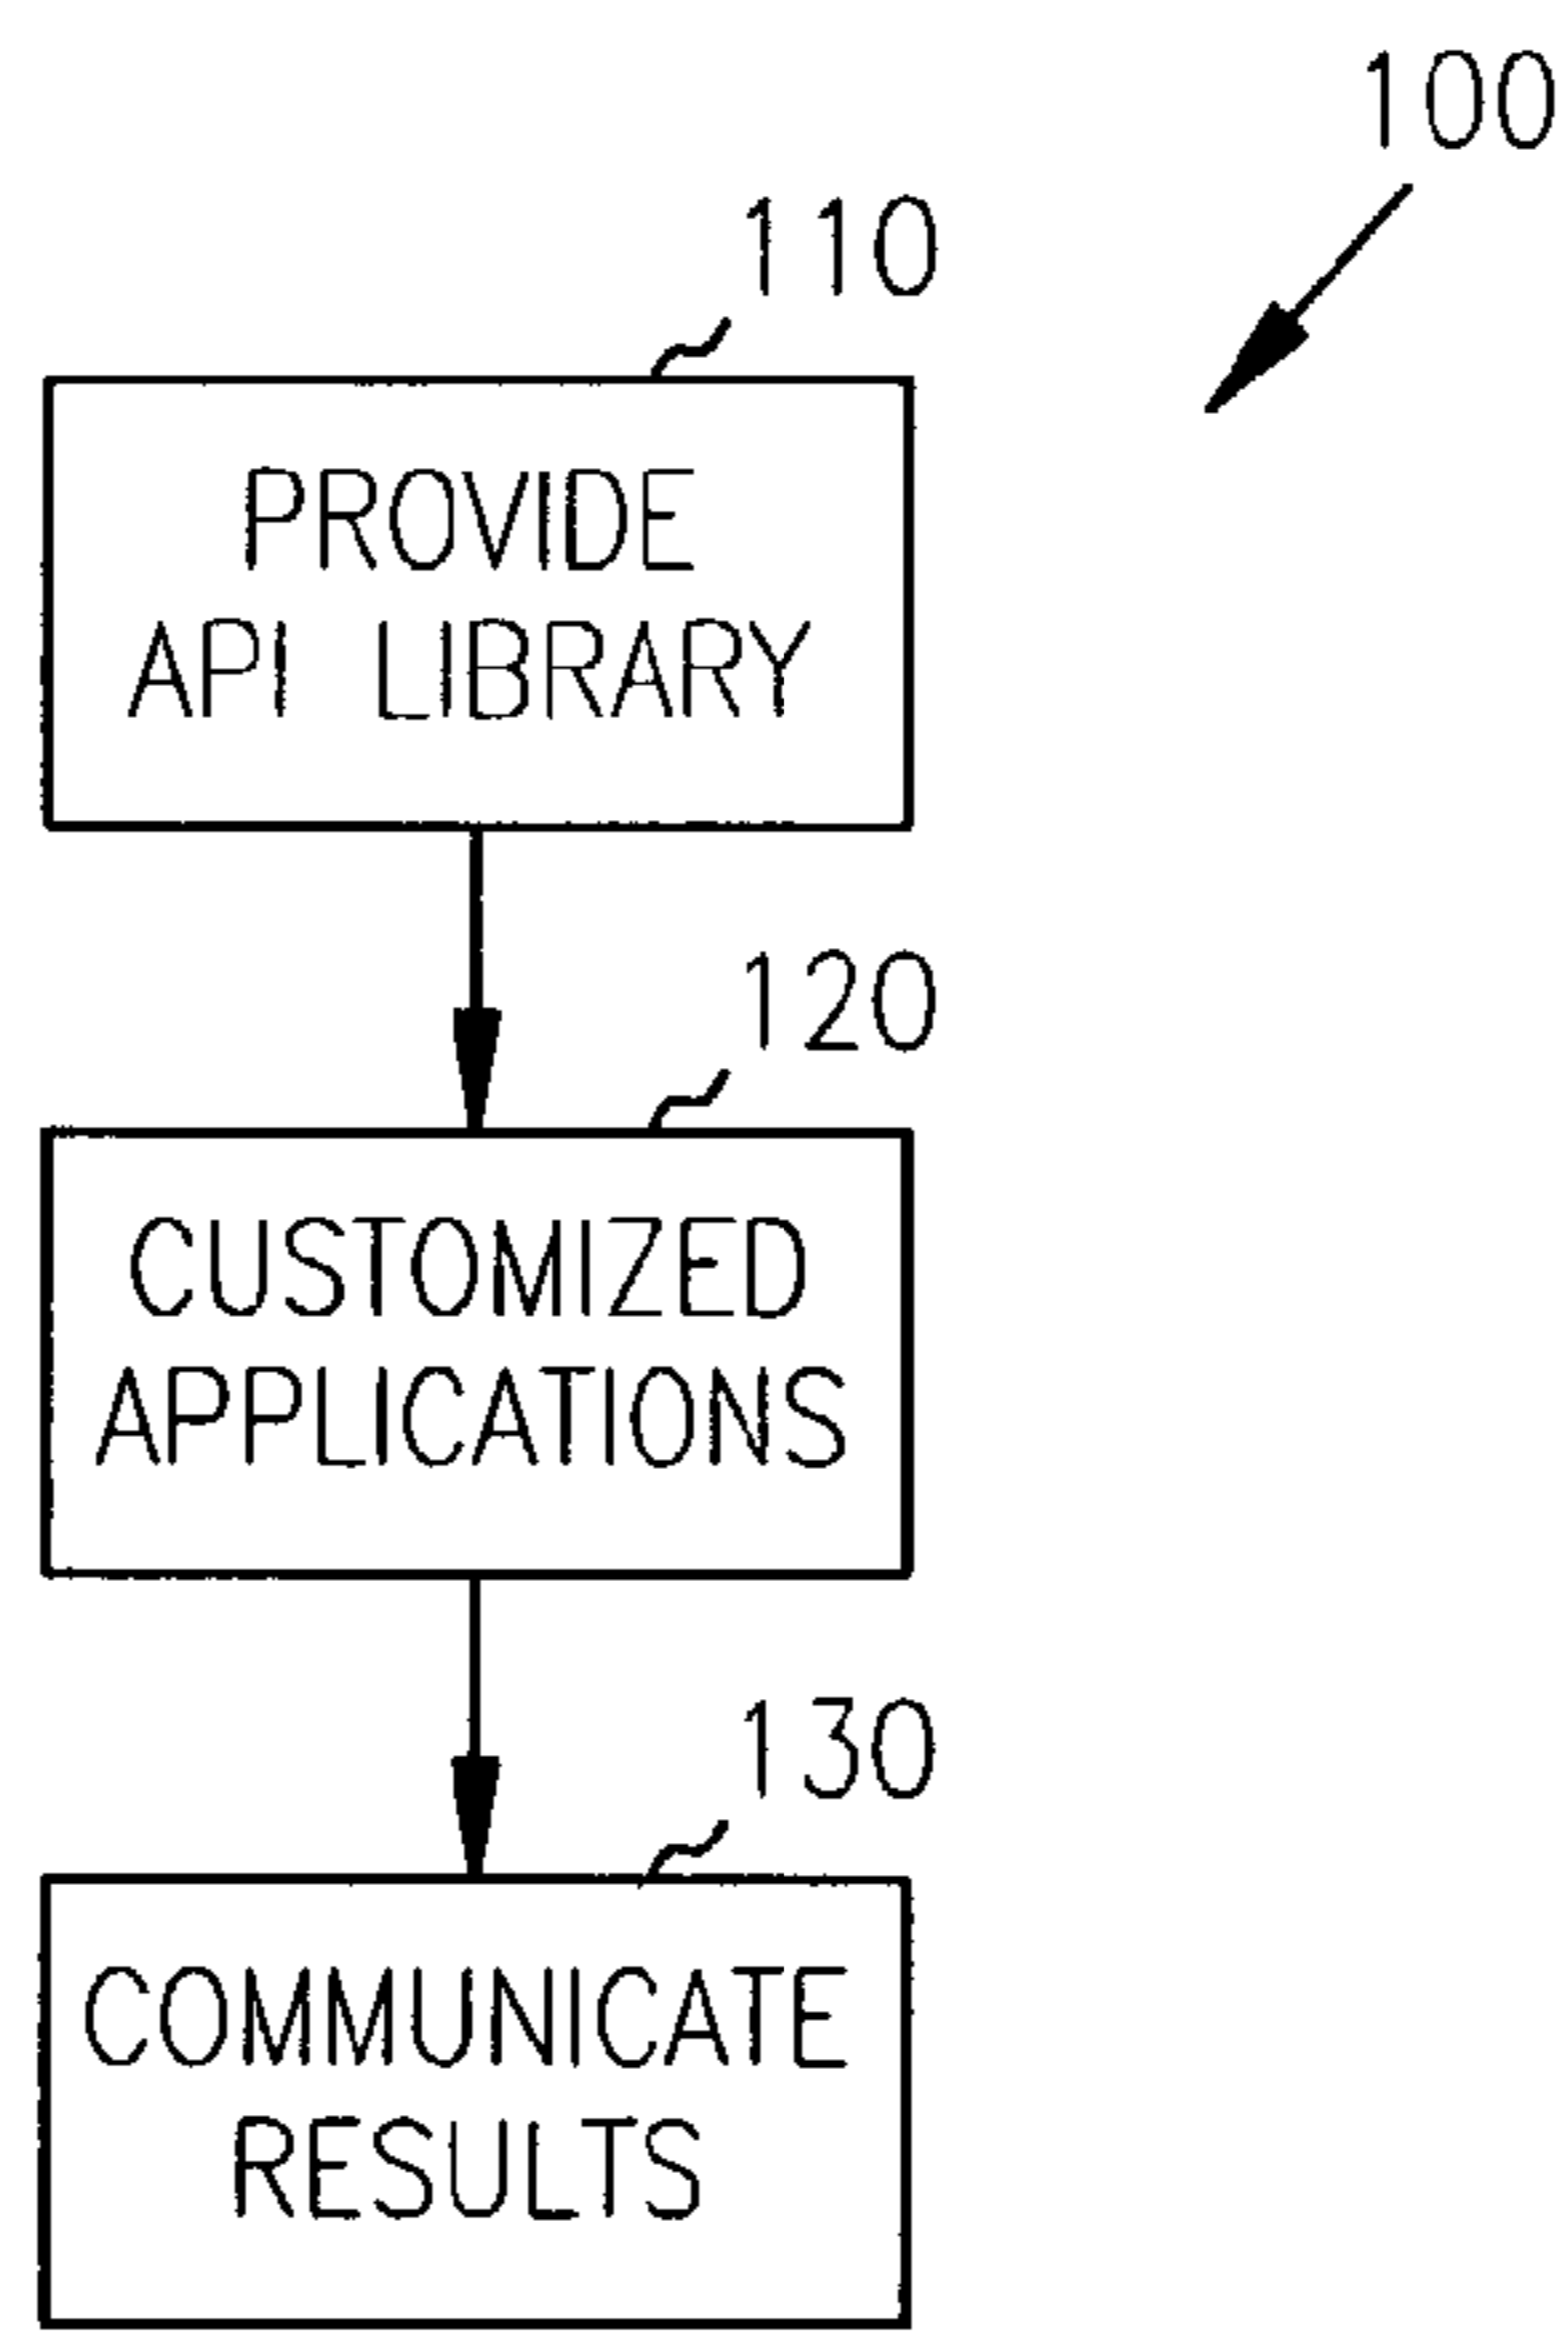 100
110
PROVIDE
API LIBRARY
120
CUSTOMIZED
APPLICATIONS
130
COMMUNICATE
RESULTS